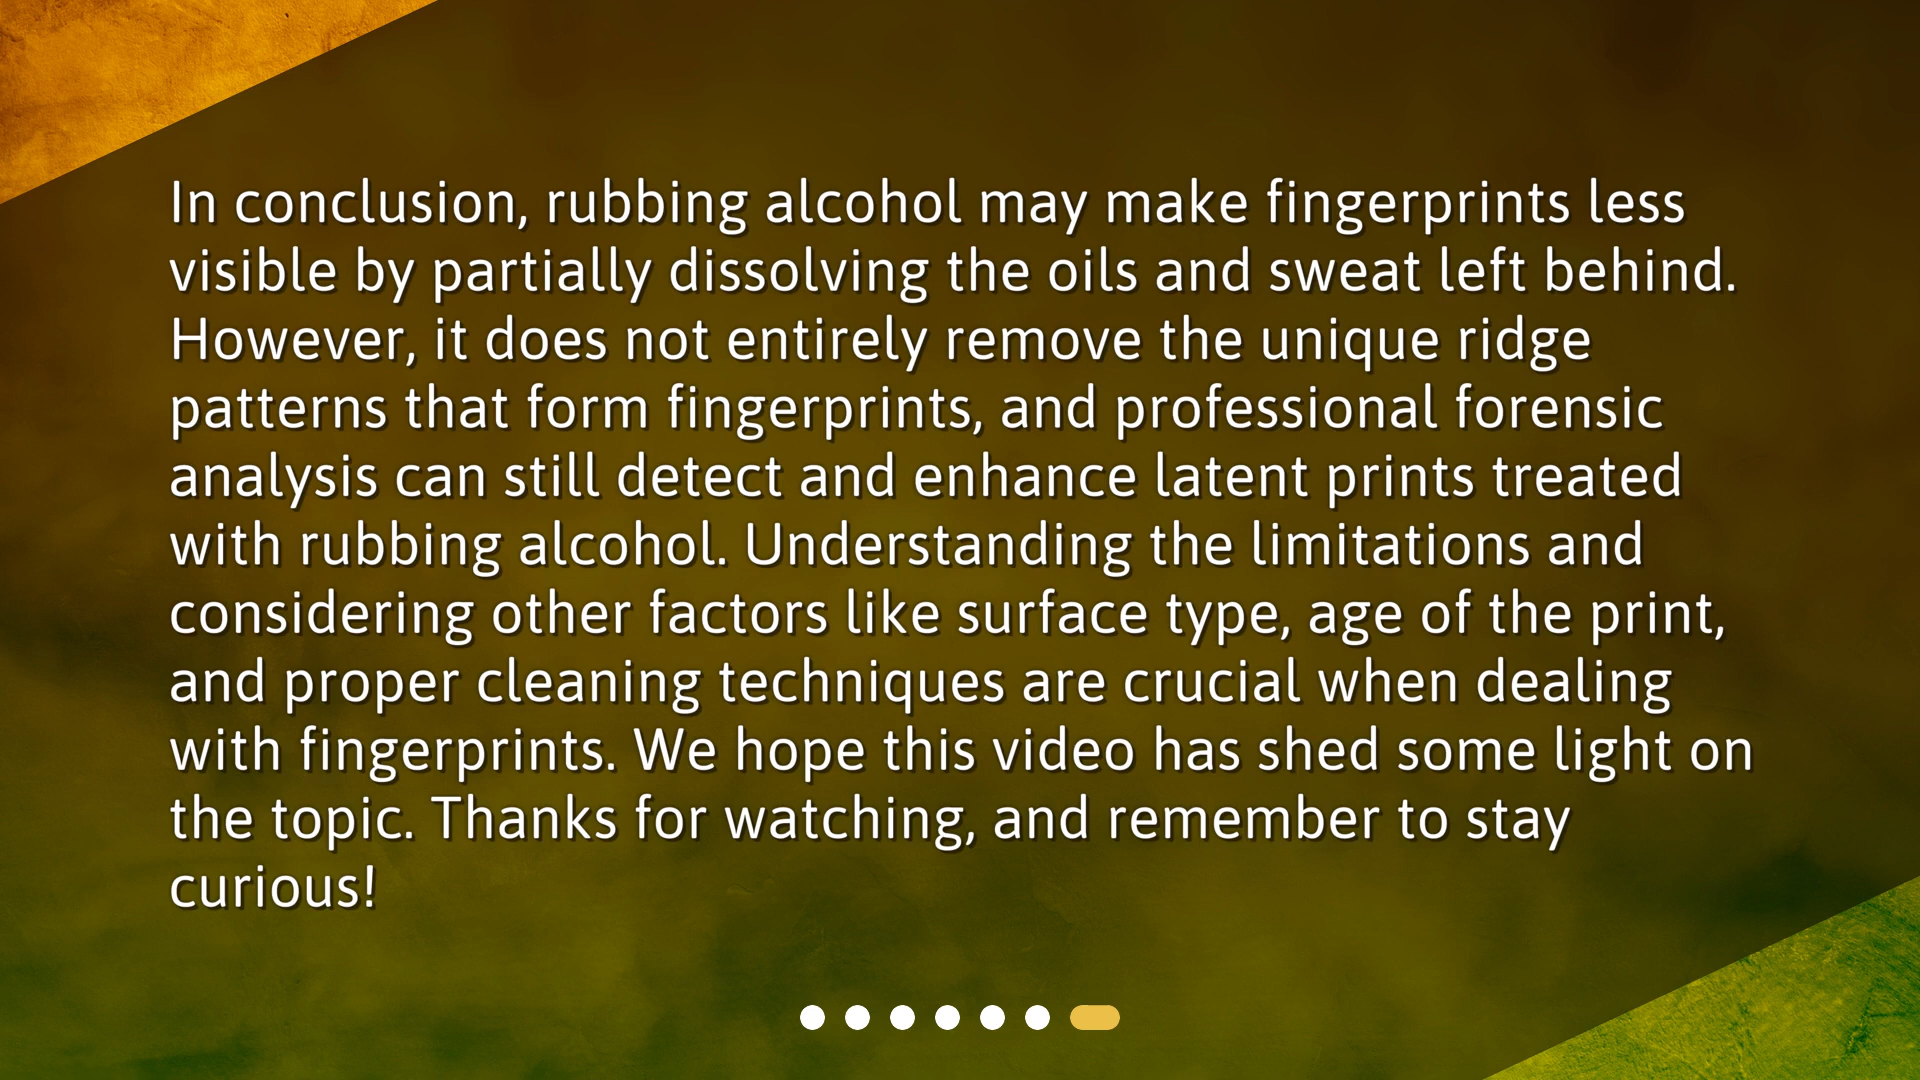 In conclusion, rubbing alcohol may make fingerprints less
visible by partially dissolving the oils and sweat left behind.
However, it does not entirely remove the unique ridge
patterns that form fingerprints, and professional forensic
analysis can still detect and enhance latent prints treated
with rubbing alcohol. Understanding the limitations and
considering other factors like surface type, age of the print,
and proper cleaning techniques are crucial when dealing
with fingerprints. We hope this video has shed some light on
the topic. Thanks for watching, and remember to stay
curious!